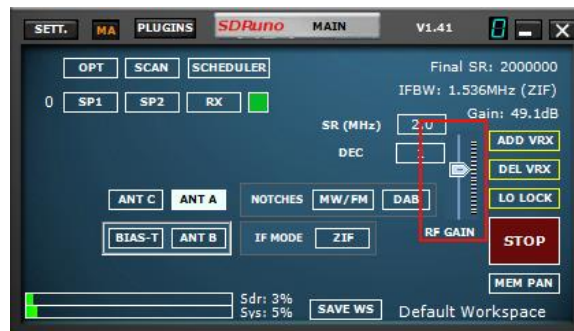 SETT. MA PLUGINS SDRuno MAIN V1.41 0
OPT SCAN SCHEDULER Final SR: 2000000
IFBW: 1.536MHz (ZIF)
0 SP1 SP2 RX Gain: 49.1dB
SR (MHz) 2.0
ADD VRX
DEC 1
DEL VRX
ANT C ANT A NOTCHES MW/FM DAB LO LOCK
BIAS-T ANT B IF MODE ZIF RF GAIN STOP
MEM PAN
Sdr: 3%
Sys: 5% SAVE WS Default Workspace